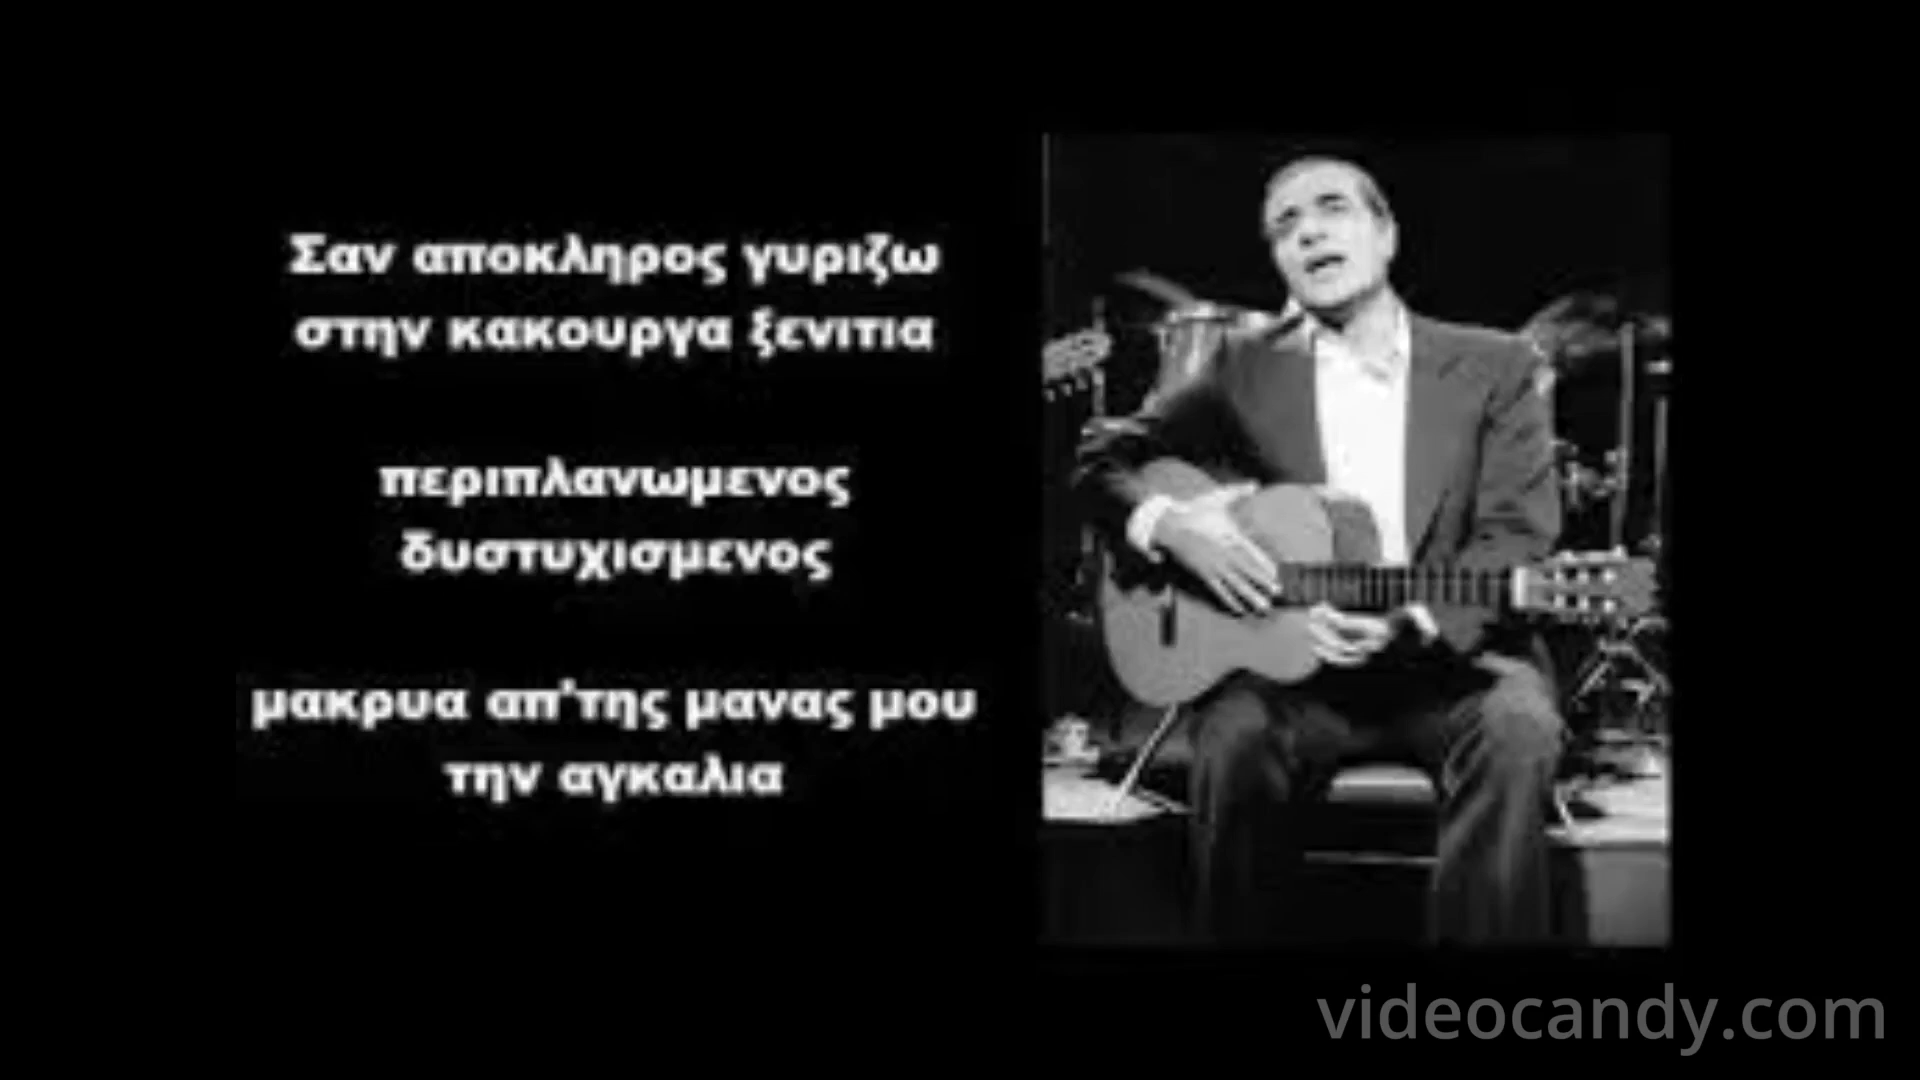 Σαν αποκληρος γυριζω
στην κακουργα ξενιτια
περιπλανωμενος
δυστυχισμενος
μακρυα απ'της μανας μου
την αγκαλια
videocandy.com